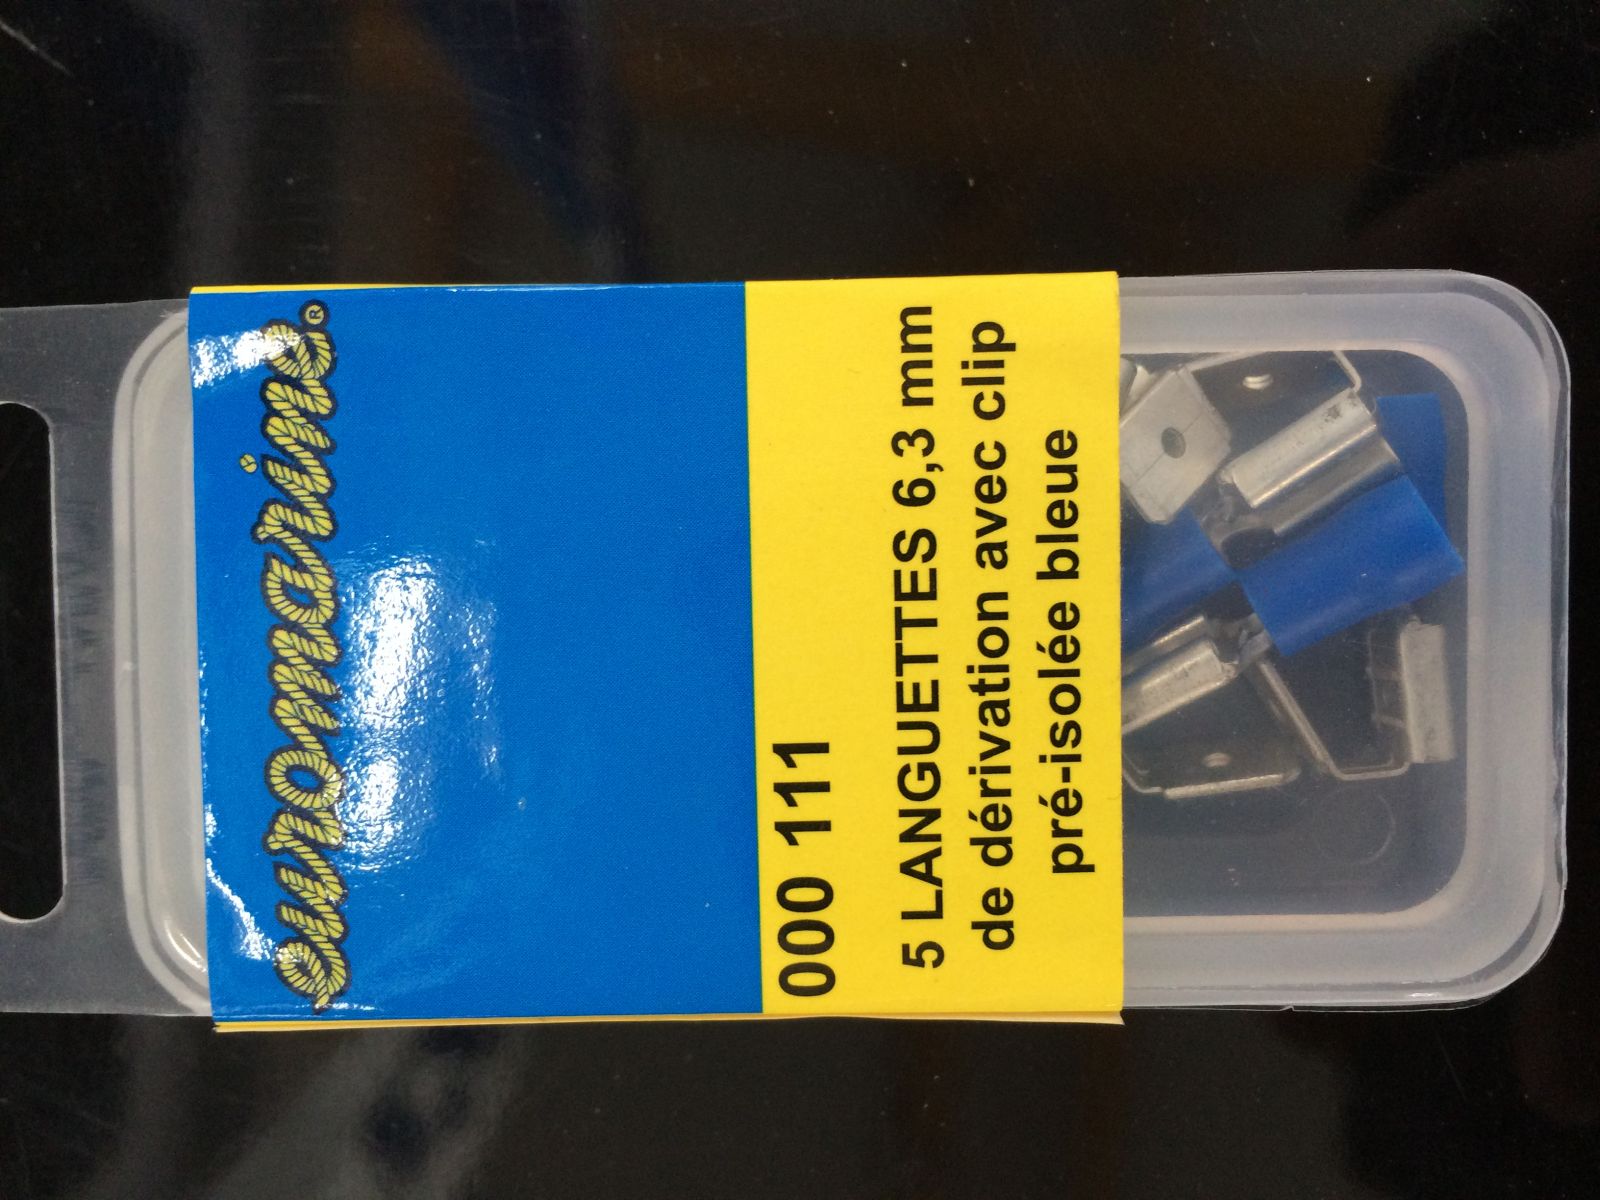 euromarine®
000 111
5 LANGUETTES 6,3 mm
de dérivation avec clip
pré-isolée bleue